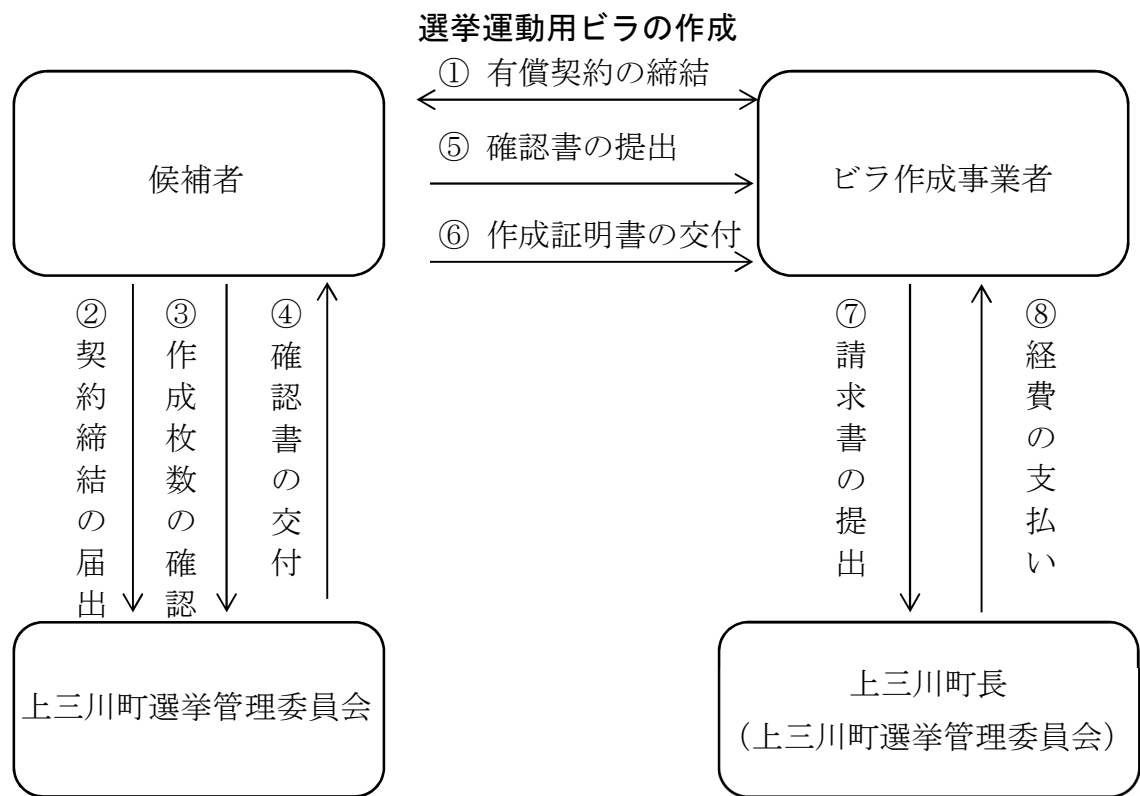 選挙運動用ビラの作成
① 有償契約の締結
候補者
⑤ 確認書の提出
ビラ作成事業者
⑥ 作成証明書の交付
②契約締結の届出
③作成枚数の確認
④確認書の交付
⑦請求書の提出
⑧経費の支払い
上三川町選挙管理委員会
上三川町長
（上三川町選挙管理委員会）